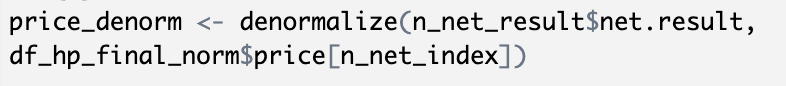 price_denorm <- denormalize(n_net_result$net.result,
df_hp_final_norm$price[n_net_index])